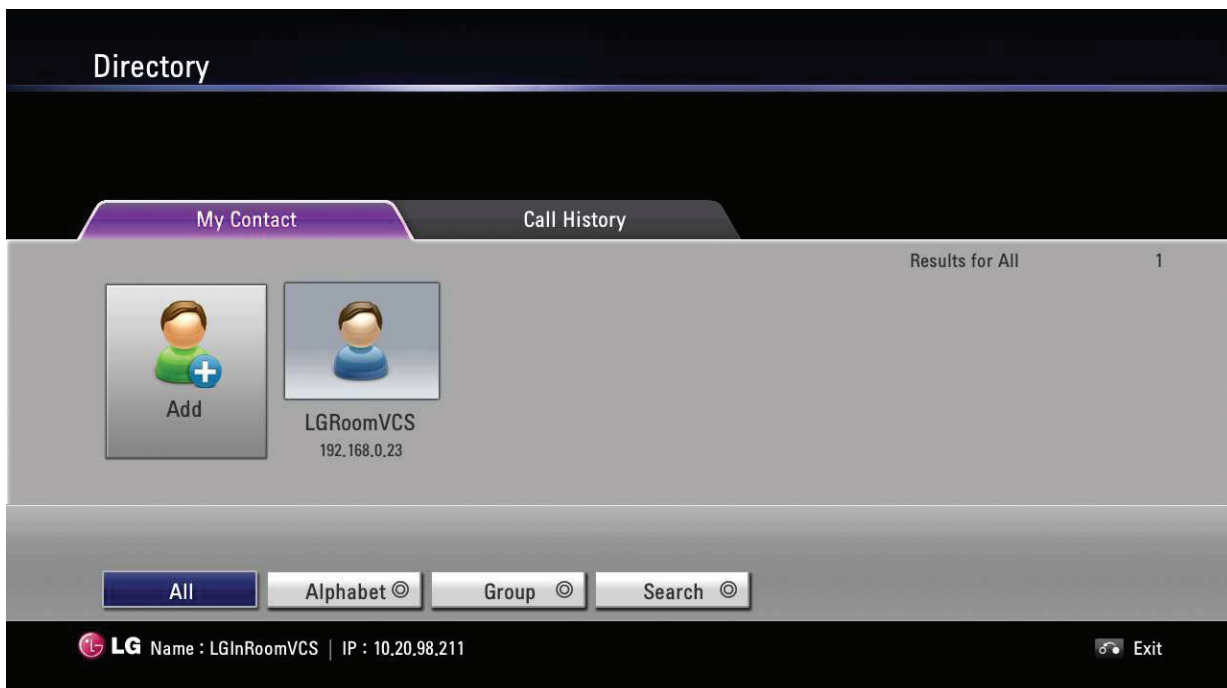 Directory
My Contact
Call History
Results for All 1
Add
LGRoomVCS
192.168.0.23
All
Alphabet
Group
Search
LG Name : LGInRoomVCS | IP : 10.20.98.211
Exit